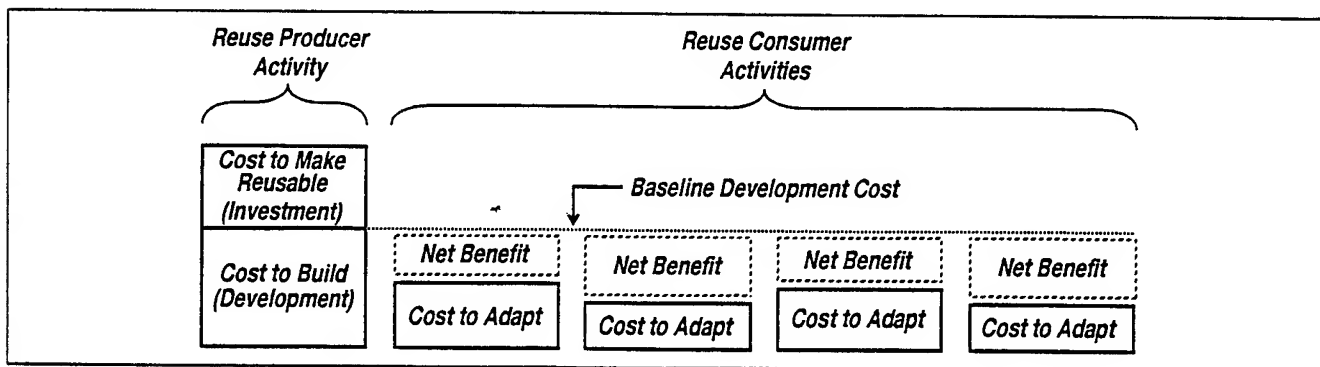 Reuse Producer
Activity
Reuse Consumer
Activities
Cost to Make
Reusable
(Investment)
Baseline Development Cost
Cost to Build
(Development)
Net Benefit
Cost to Adapt
Net Benefit
Cost to Adapt
Net Benefit
Cost to Adapt
Net Benefit
Cost to Adapt